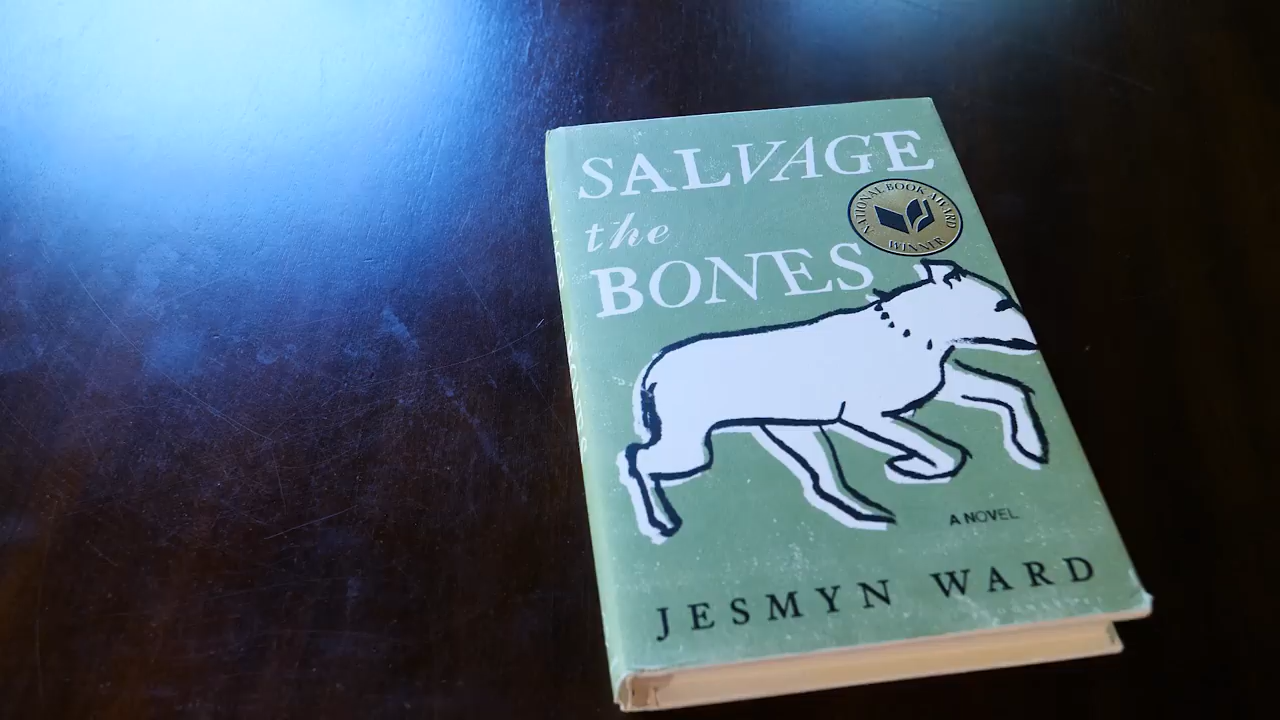 SALVAGE
the
BONES
NATIONAL BOOK AWARD
WINNER
A NOVEL
JESMYN WARD